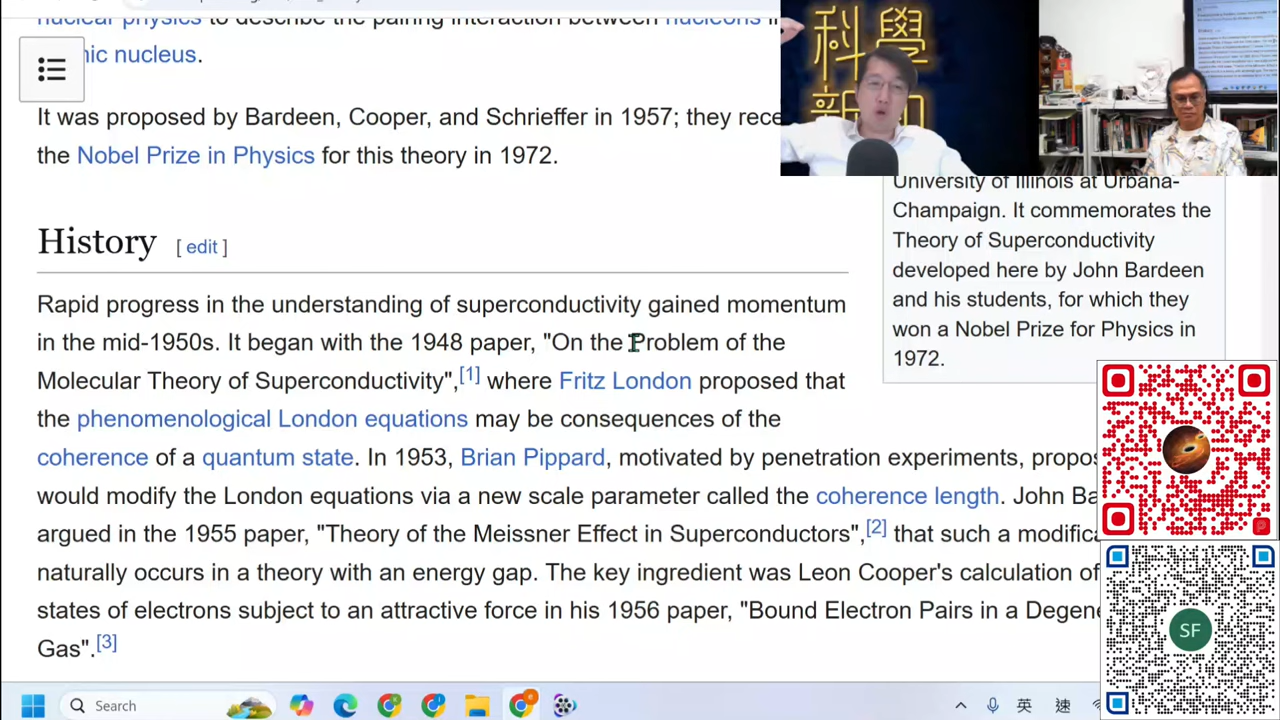 nuclear physics to describe the pairing interaction between nucleons in
nucleus.
It was proposed by Bardeen, Cooper, and Schrieffer in 1957; they
the Nobel Prize in Physics for this theory in 1972.
History [ edit ]
Rapid progress in the understanding of superconductivity gained momentum
in the mid-1950s. It began with the 1948 paper, "On the Problem of the
Molecular Theory of Superconductivity",[1] where Fritz London proposed that
the phenomenological London equations may be consequences of the
coherence of a quantum state. In 1953, Brian Pippard, motivated by penetration experiments,
would modify the London equations via a new scale parameter called the coherence length. John
argued in the 1955 paper, "Theory of the Meissner Effect in Superconductors",[2] that such a
naturally occurs in a theory with an energy gap. The key ingredient was Leon Cooper's calculation of
states of electrons subject to an attractive force in his 1956 paper, "Bound Electron Pairs in a
Gas".[3]
University of Illinois at Urbana-
Champaign. It commemorates the
Theory of Superconductivity
developed here by John Bardeen
and his students, for which they
won a Nobel Prize for Physics in
1972.
科學
新知
SF
Search
英
速